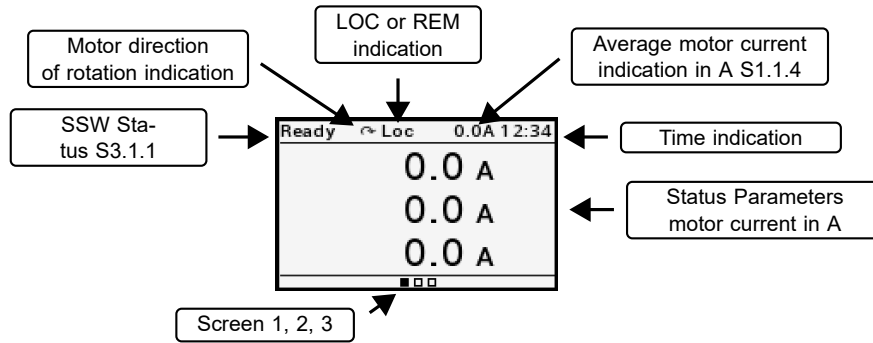 LOC or REM
indication
Motor direction
of rotation indication
Average motor current
indication in A S1.1.4
SSW Sta-
tus S3.1.1
Ready Loc 0.0A 12:34
Time indication
0.0 A
0.0 A
0.0 A
Status Parameters
motor current in A
Screen 1, 2, 3